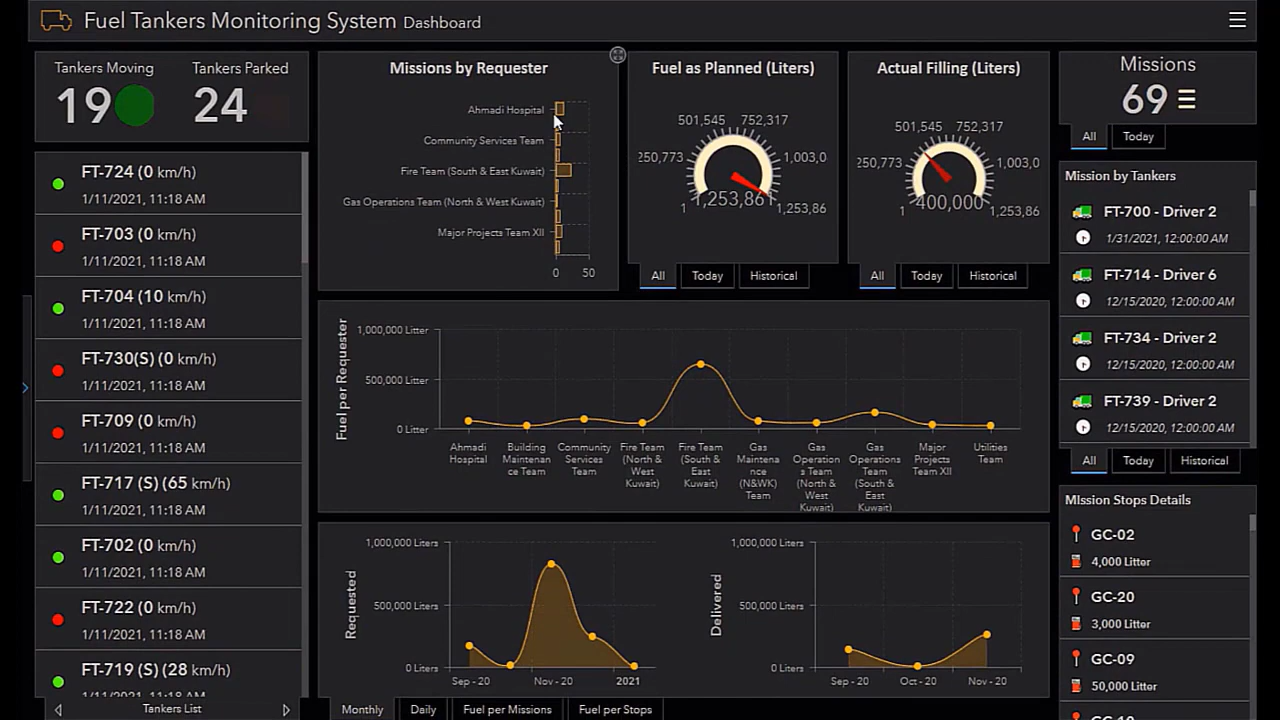 Fuel Tankers Monitoring System Dashboard
Tankers Moving
19
Tankers Parked
24
FT-724 (0 km/h)
1/11/2021, 11:18 AM
FT-703 (0 km/h)
1/11/2021, 11:18 AM
FT-704 (10 km/h)
1/11/2021, 11:18 AM
FT-730(S) (0 km/h)
1/11/2021, 11:18 AM
FT-709 (0 km/h)
1/11/2021, 11:18 AM
FT-717 (S) (65 km/h)
1/11/2021, 11:18 AM
FT-702 (0 km/h)
1/11/2021, 11:18 AM
FT-722 (0 km/h)
1/11/2021, 11:18 AM
FT-719 (S) (28 km/h)
1/11/2021, 11:18 AM
Tankers List
Missions by Requester
Ahmadi Hospital
Community Services Team
Fire Team (South & East Kuwait)
Gas Operations Team (North & West Kuwait)
Major Projects Team XII
0 50
Fuel as Planned (Liters)
501,545 752,317
250,773 1,003,0
1,253,861
1 1,253,86
All Today Historical
Actual Filling (Liters)
501,545 752,317
250,773 1,003,0
400,000
1 1,253,86
All Today Historical
Fuel per Requester
1,000,000 Litter
500,000 Litter
0 Litter
Ahmadi
Hospital
Building
Maintenan
ce Team
Community
Services
Team
Fire Team
(North &
West
Kuwait)
Fire Team
(South &
East
Kuwait)
Gas
Maintena
nce
(N&WK)
Team
Gas
Operation
s Team
(North &
West
Kuwait)
Gas
Operations
Team
(South &
East
Kuwait)
Major
Projects
Team XII
Utilities
Team
Requested
1,000,000 Liters
500,000 Liters
0 Liters
Sep - 20 Nov - 20 2021
Delivered
1,000,000 Liters
500,000 Liters
0 Liters
Sep - 20 Oct - 20 Nov - 20
Monthly Daily Fuel per Missions Fuel per Stops
Missions
69
All Today
Mission by Tankers
FT-700 - Driver 2
1/31/2021, 12:00:00 AM
FT-714 - Driver 6
12/15/2020, 12:00:00 AM
FT-734 - Driver 2
12/15/2020, 12:00:00 AM
FT-739 - Driver 2
12/15/2020, 12:00:00 AM
All Today Historical
MIssion Stops Details
GC-02
4,000 Litter
GC-20
3,000 Litter
GC-09
50,000 Litter